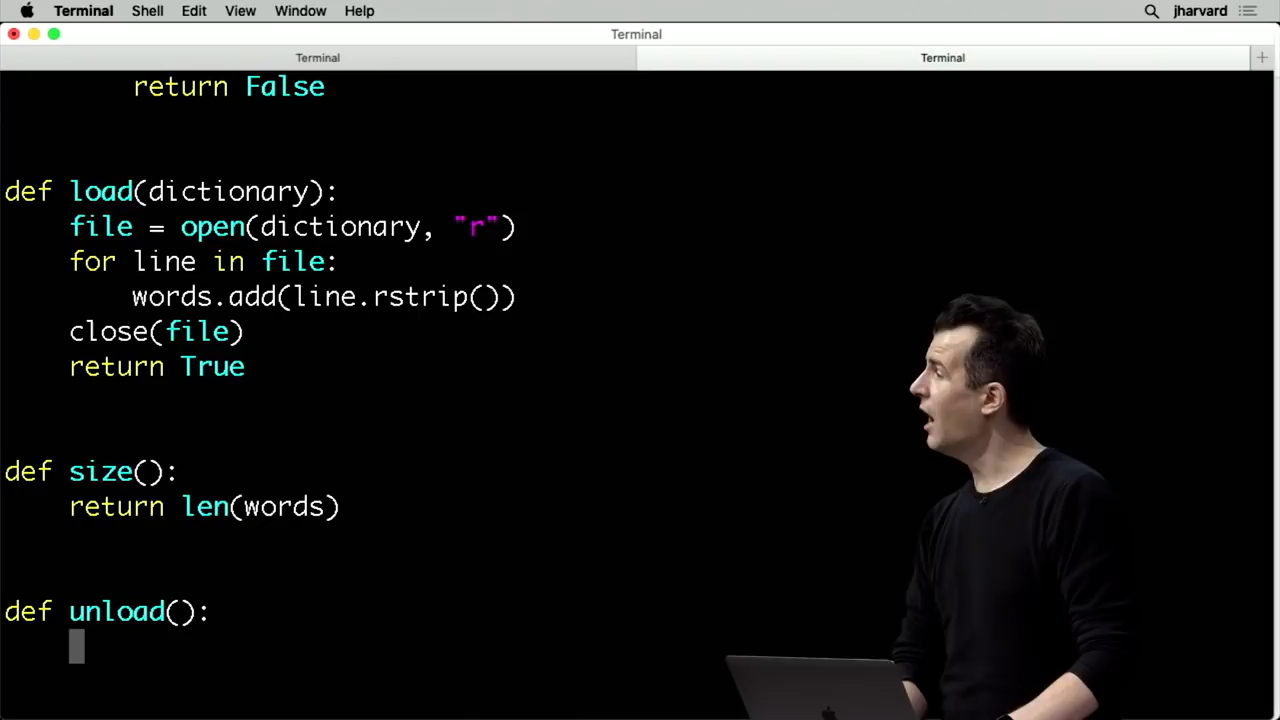 Terminal Shell Edit View Window Help jharvard
Terminal
Terminal Terminal
return False
def load(dictionary):
file = open(dictionary, "r")
for line in file:
words.add(line.rstrip())
close(file)
return True
def size():
return len(words)
def unload():